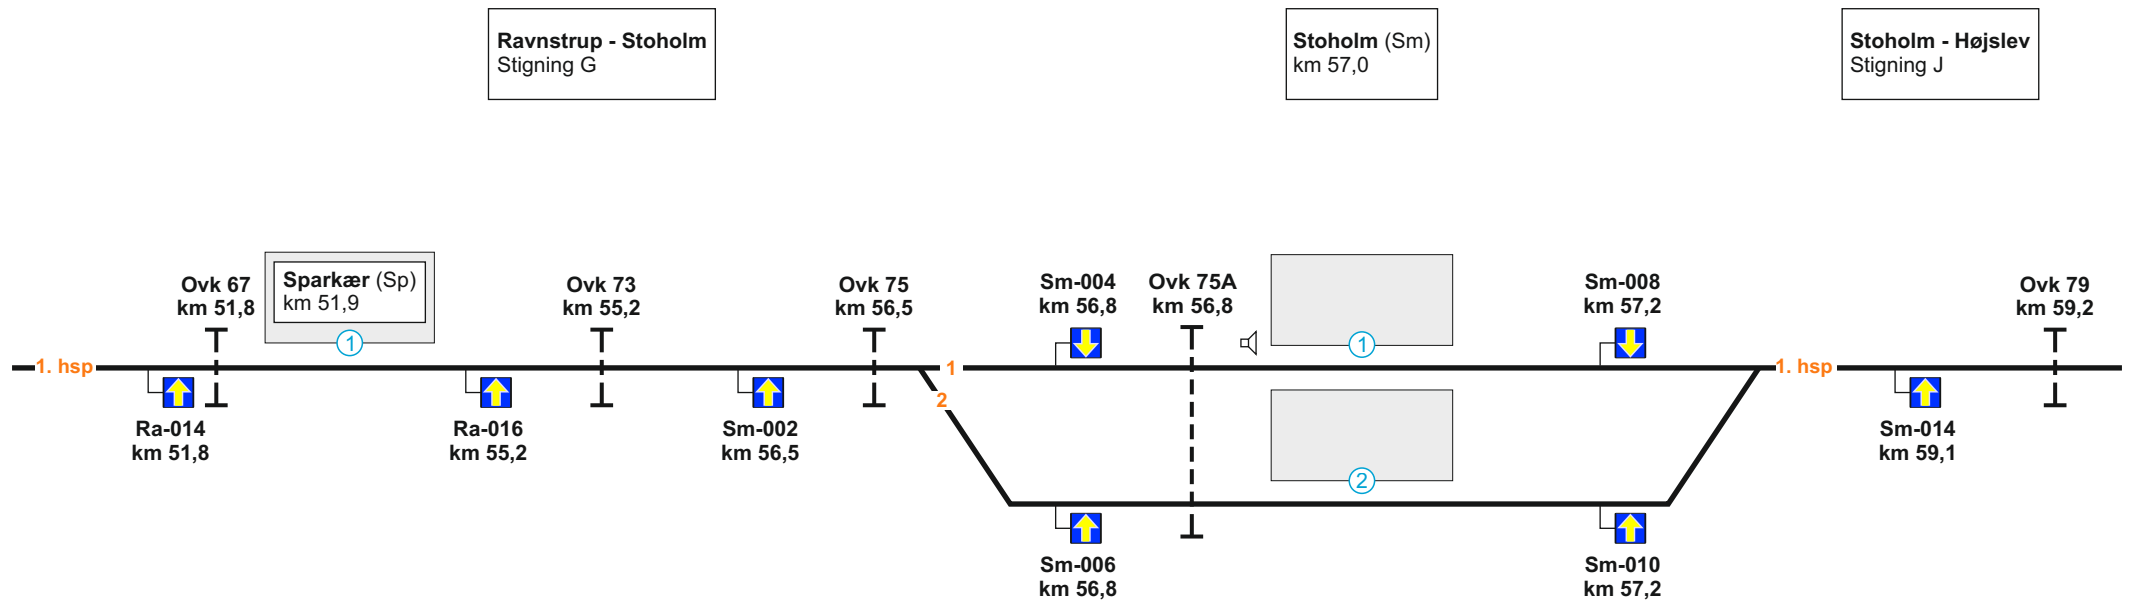 Ravnstrup - Stoholm
Stigning G
Stoholm (Sm)
km 57,0
Stoholm - Højslev
Stigning J
Ovk 67
km 51,8
Sparkær (Sp)
km 51,9
1
Ovk 73
km 55,2
Ovk 75
km 56,5
Sm-004
km 56,8
Ovk 75A
km 56,8
1
Sm-008
km 57,2
Ovk 79
km 59,2
1. hsp
1
2
1. hsp
Ra-014
km 51,8
Ra-016
km 55,2
Sm-002
km 56,5
2
Sm-014
km 59,1
Sm-006
km 56,8
Sm-010
km 57,2